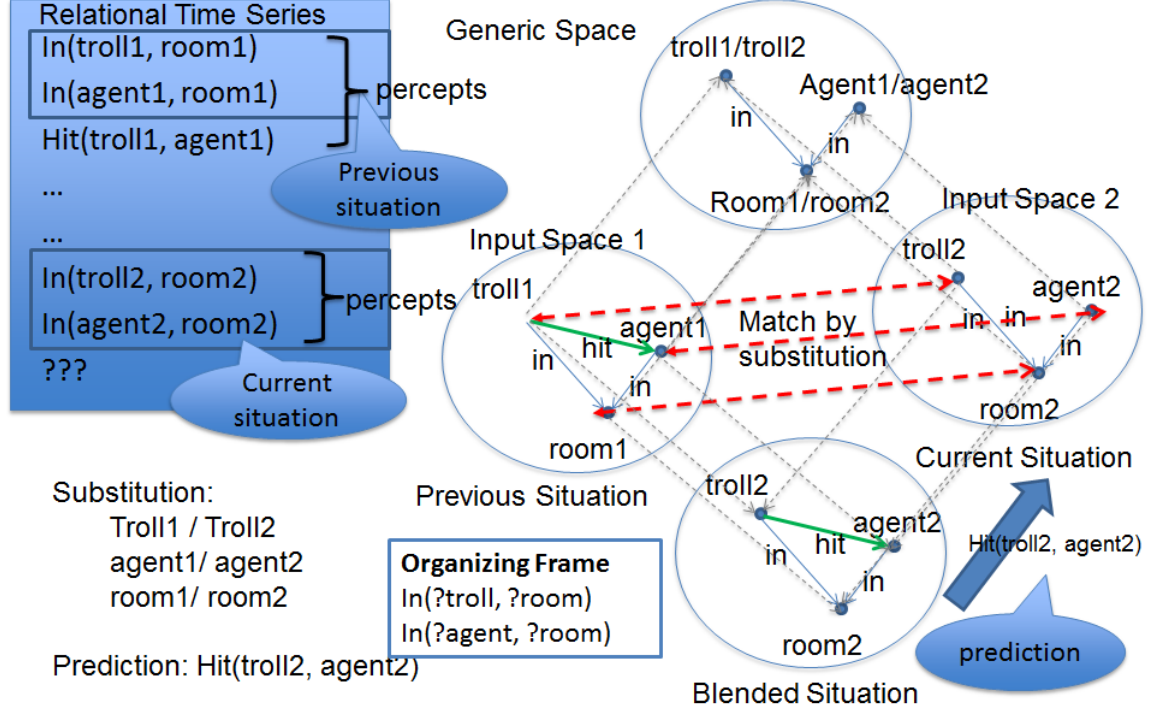 Relational Time Series
In(troll1, room1)
In(agent1, room1)
Hit(troll1, agent1)
...
...
In(troll2, room2)
In(agent2, room2)
???
percepts
Previous
situation
percepts
Current
situation
Generic Space
troll1/troll2
Agent1/agent2
in
in
Room1/room2
Input Space 1
troll1
agent1
hit
in
in
room1
Previous Situation
Match by
substitution
Input Space 2
troll2
agent2
in
in
in
room2
Current Situation
troll2
agent2
hit
in
in
room2
Blended Situation
Hit(troll2, agent2)
prediction
Substitution:
Troll1 / Troll2
agent1/ agent2
room1/ room2
Prediction: Hit(troll2, agent2)
Organizing Frame
In(?troll, ?room)
In(?agent, ?room)